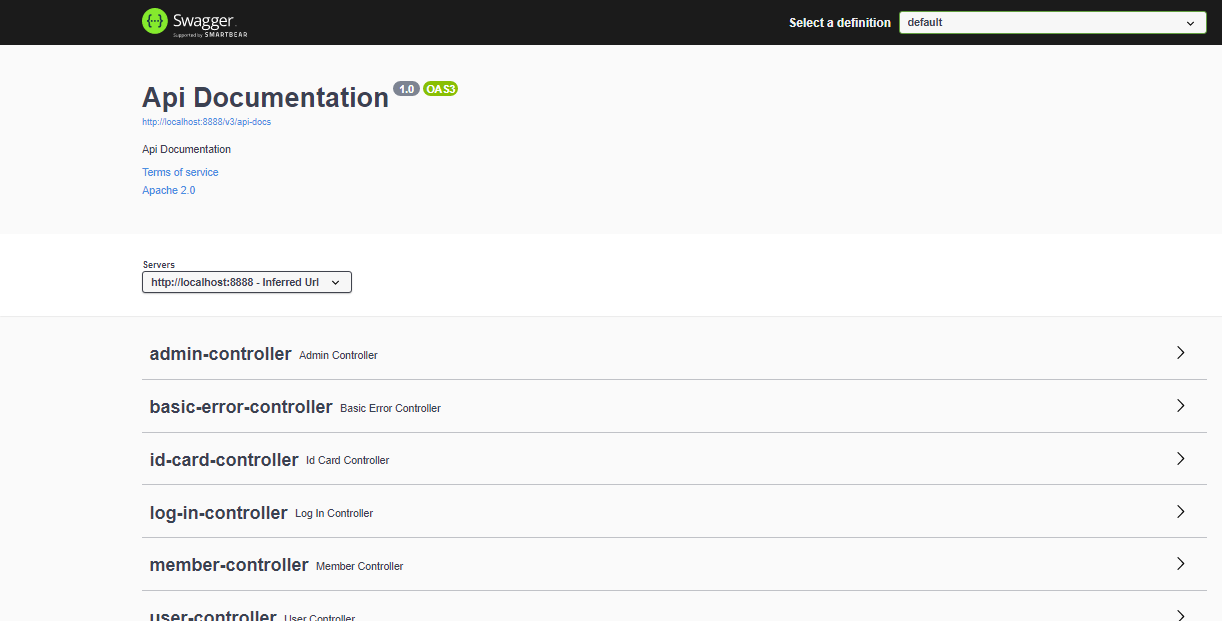 {···} Swagger
Supported by SMARTBEAR
Select a definition default
Api Documentation 1.0 OAS3
http://localhost:8888/v3/api-docs
Api Documentation
Terms of service
Apache 2.0
Servers
http://localhost:8888 - Inferred Url
admin-controller Admin Controller
basic-error-controller Basic Error Controller
id-card-controller Id Card Controller
log-in-controller Log In Controller
member-controller Member Controller
user-controller User Controller